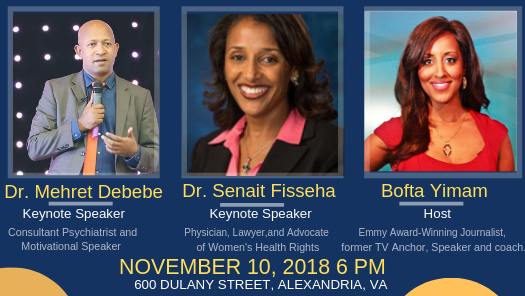 Dr. Mehret Debebe
Keynote Speaker
Consultant Psychiatrist and
Motivational Speaker
Dr. Senait Fisseha
Keynote Speaker
Physician, Lawyer,and Advocate
of Women's Health Rights
Bofta Yimam
Host
Emmy Award-Winning Journalist,
former TV Anchor, Speaker and coach.
NOVEMBER 10, 2018 6 PM
600 DULANY STREET, ALEXANDRIA, VA